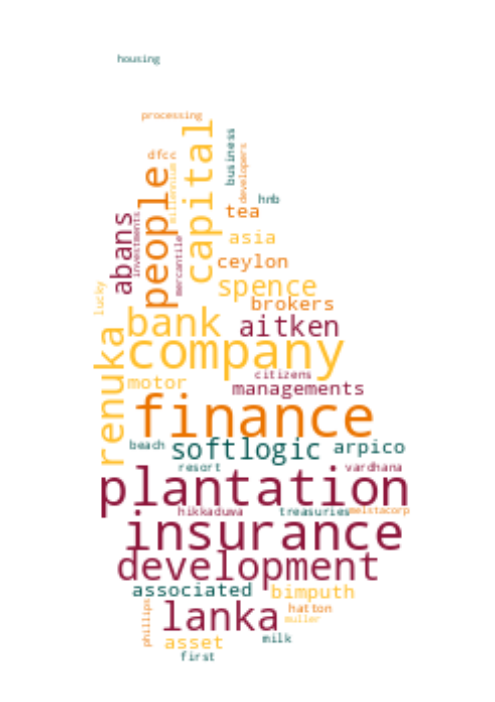 housing
processing
capital
business
developers
dfcc
millennium
people
hnb
tea
abans
investments
mercantile
asia
ceylon
spence
lucky
brokers
bank
aitken
company
renuka
citizens
motor
managements
finance
beach
softlogic
arpico
resort
vardhana
plantation
hikkaduwa
treasuries
melstacorp
insurance
development
associated
bimputh
phillips
lanka
hatton
muller
asset
milk
first